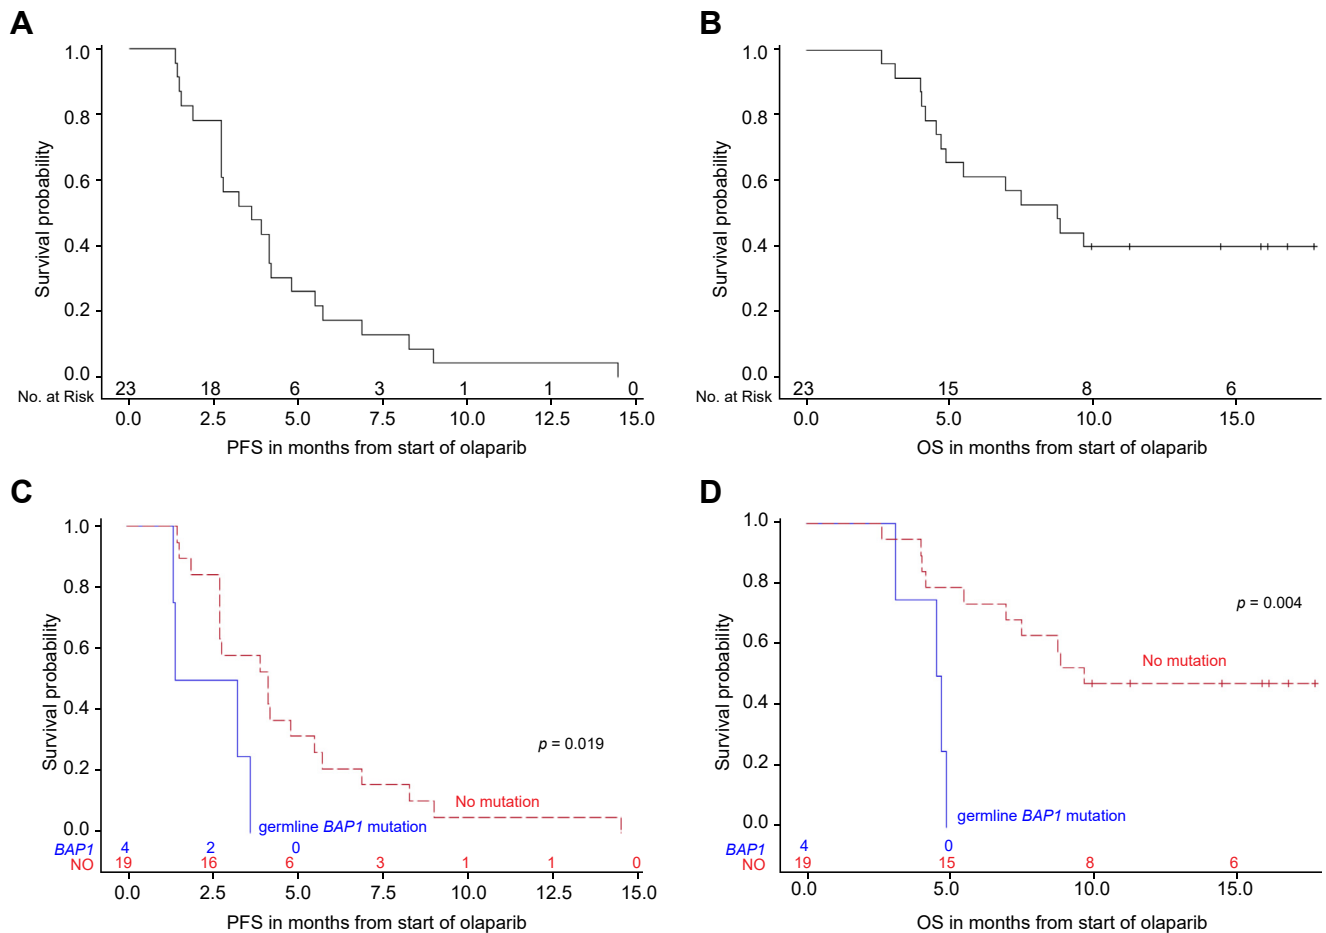 A
1.0
0.8
0.6
0.4
0.2
0.0
Survival probability
No. at Risk
23 18 6 3 1 1 0
0.0 2.5 5.0 7.5 10.0 12.5 15.0
PFS in months from start of olaparib
B
1.0
0.8
0.6
0.4
0.2
0.0
Survival probability
No. at Risk
23 15 8 6
0.0 5.0 10.0 15.0
OS in months from start of olaparib
C
1.0
0.8
0.6
0.4
0.2
0.0
Survival probability
p = 0.019
No mutation
germline BAP1 mutation
BAP1 4 2 0
NO 19 16 6 3 1 1 0
0.0 2.5 5.0 7.5 10.0 12.5 15.0
PFS in months from start of olaparib
D
1.0
0.8
0.6
0.4
0.2
0.0
Survival probability
p = 0.004
No mutation
germline BAP1 mutation
BAP1 4 0
NO 19 15 8 6
0.0 5.0 10.0 15.0
OS in months from start of olaparib